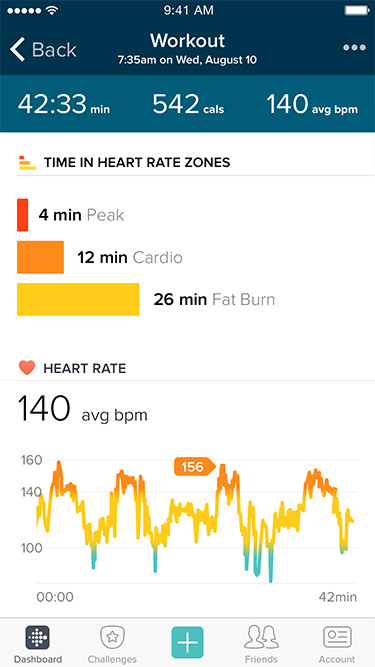 9:41 AM
Back
Workout
7:35am on Wed, August 10
42:33 min 542 cals 140 avg bpm
TIME IN HEART RATE ZONES
4 min Peak
12 min Cardio
26 min Fat Burn
HEART RATE
140 avg bpm
160
156
140
100
00:00 42min
Dashboard Challenges Friends Account